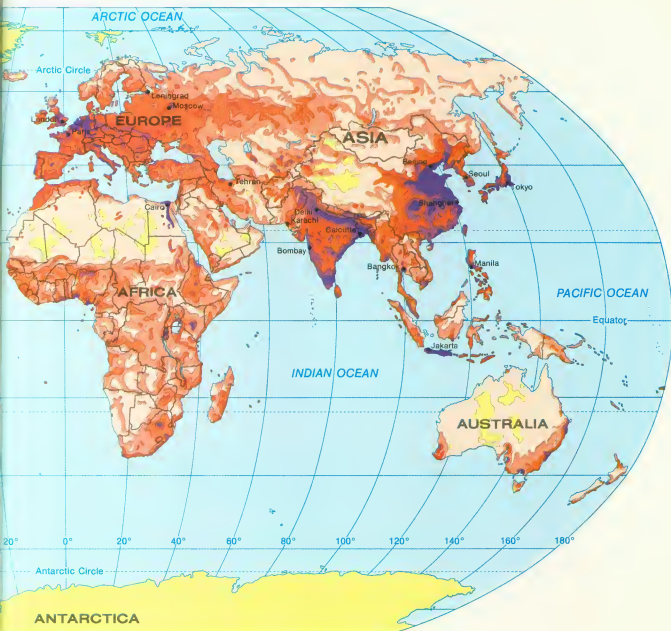 ARCTIC OCEAN
Arctic Circle
Leningrad
Moscow
London
EUROPE
Paris
ASIA
Beijing
Seoul
Tokyo
Tehran
Shanghai
Cairo
Delhi
Karachi
Calcutta
Bombay
Bangkok
Manila
AFRICA
PACIFIC OCEAN
Equator
Jakarta
INDIAN OCEAN
AUSTRALIA
20° 0° 20° 40° 60° 80° 100° 120° 140° 160° 180°
Antarctic Circle
ANTARCTICA